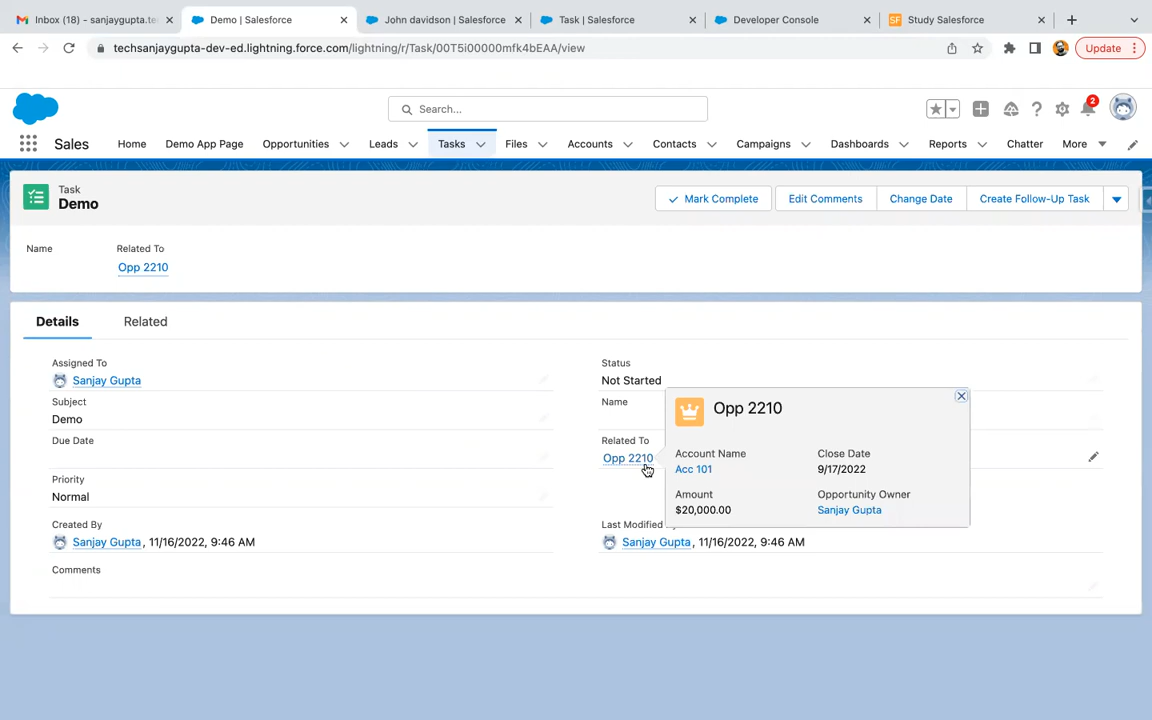 Inbox (18) - sanjaygupta.te
Demo | Salesforce
John davidson | Salesforce
Task | Salesforce
Developer Console
Study Salesforce
techsanjaygupta-dev-ed.lightning.force.com/lightning/r/Task/00T5i00000mfk4bEAA/view
Update
Search...
2
Sales
Home
Demo App Page
Opportunities
Leads
Tasks
Files
Accounts
Contacts
Campaigns
Dashboards
Reports
Chatter
More
Task
Demo
Mark Complete
Edit Comments
Change Date
Create Follow-Up Task
Name
Related To
Opp 2210
Details
Related
Assigned To
Sanjay Gupta
Subject
Demo
Due Date
Priority
Normal
Created By
Sanjay Gupta, 11/16/2022, 9:46 AM
Comments
Status
Not Started
Name
Related To
Opp 2210
Last Modified
Sanjay Gupta, 11/16/2022, 9:46 AM
Opp 2210
Account Name
Acc 101
Close Date
9/17/2022
Amount
$20,000.00
Opportunity Owner
Sanjay Gupta